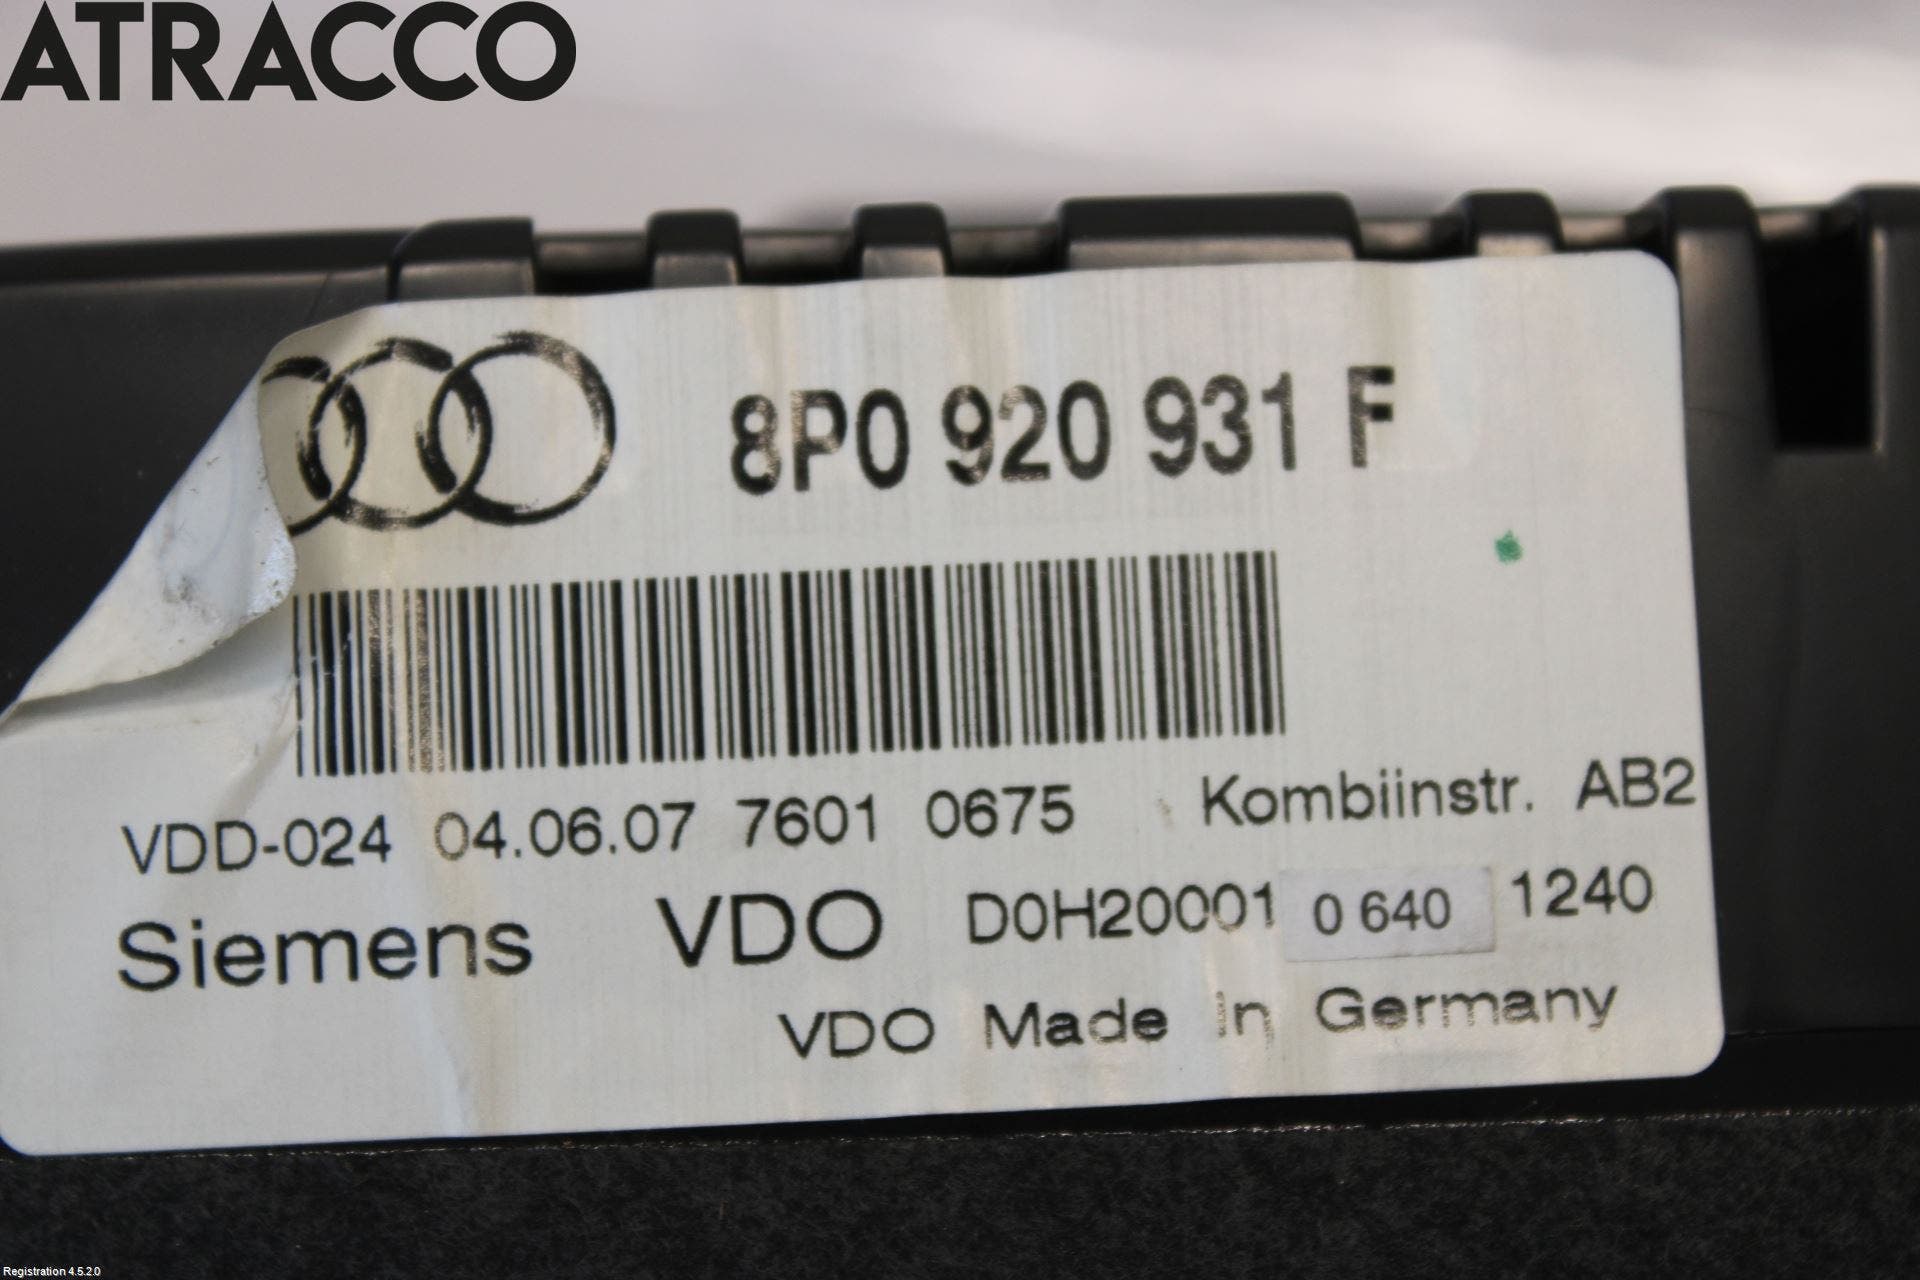 ATRACCO
8P0 920 931 F
VDD-024 04.06.07 7601 0675 Kombiinstr. AB2
Siemens VDO D0H20001 0 640 1240
VDO Made in Germany
Registration 4.5.2.0